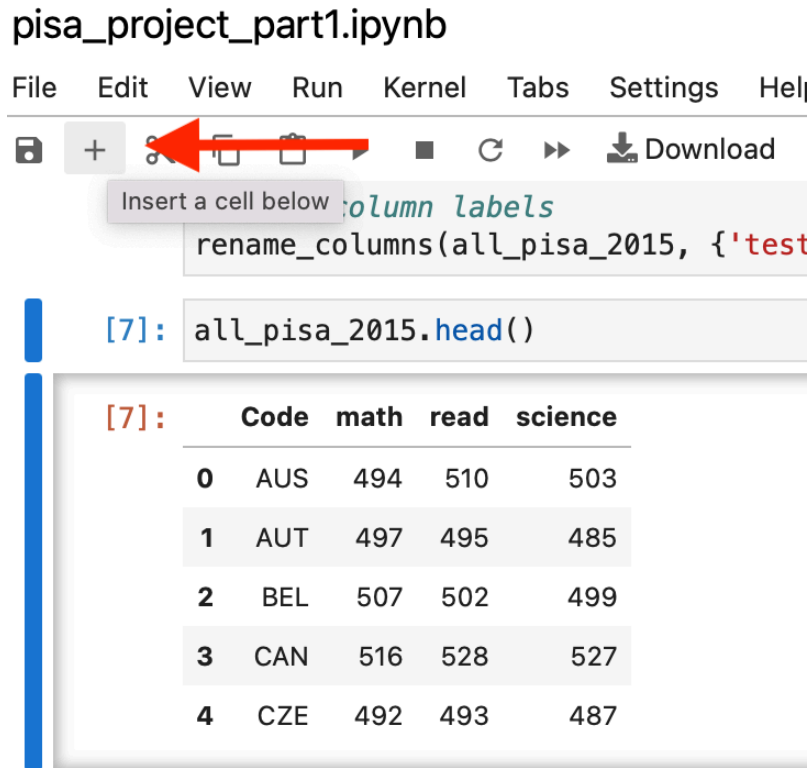 pisa_project_part1.ipynb
File Edit View Run Kernel Tabs Settings Help
Download
Insert a cell below
column labels
rename_columns(all_pisa_2015, {'test
[7]: all_pisa_2015.head()
[7]: Code math read science
0 AUS 494 510 503
1 AUT 497 495 485
2 BEL 507 502 499
3 CAN 516 528 527
4 CZE 492 493 487